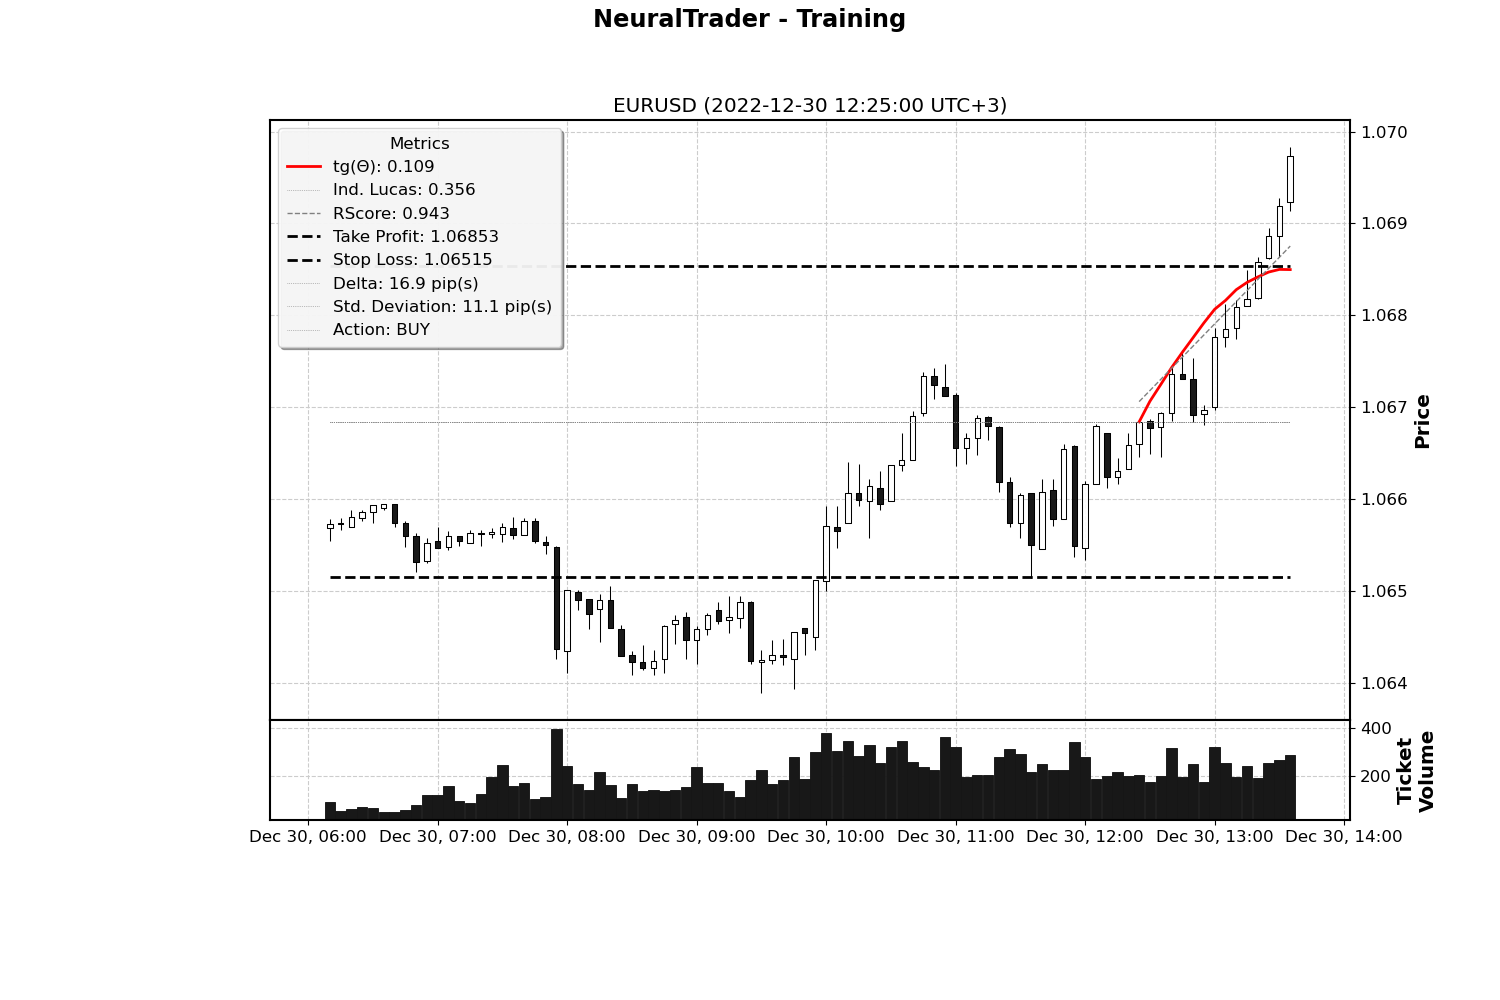 NeuralTrader - Training
EURUSD (2022-12-30 12:25:00 UTC+3)
Metrics
tg(Θ): 0.109
Ind. Lucas: 0.356
RScore: 0.943
Take Profit: 1.06853
Stop Loss: 1.06515
Delta: 16.9 pip(s)
Std. Deviation: 11.1 pip(s)
Action: BUY
1.070
1.069
1.068
1.067
1.066
1.065
1.064
Price
400
200
Ticket
Volume
Dec 30, 06:00
Dec 30, 07:00
Dec 30, 08:00
Dec 30, 09:00
Dec 30, 10:00
Dec 30, 11:00
Dec 30, 12:00
Dec 30, 13:00
Dec 30, 14:00